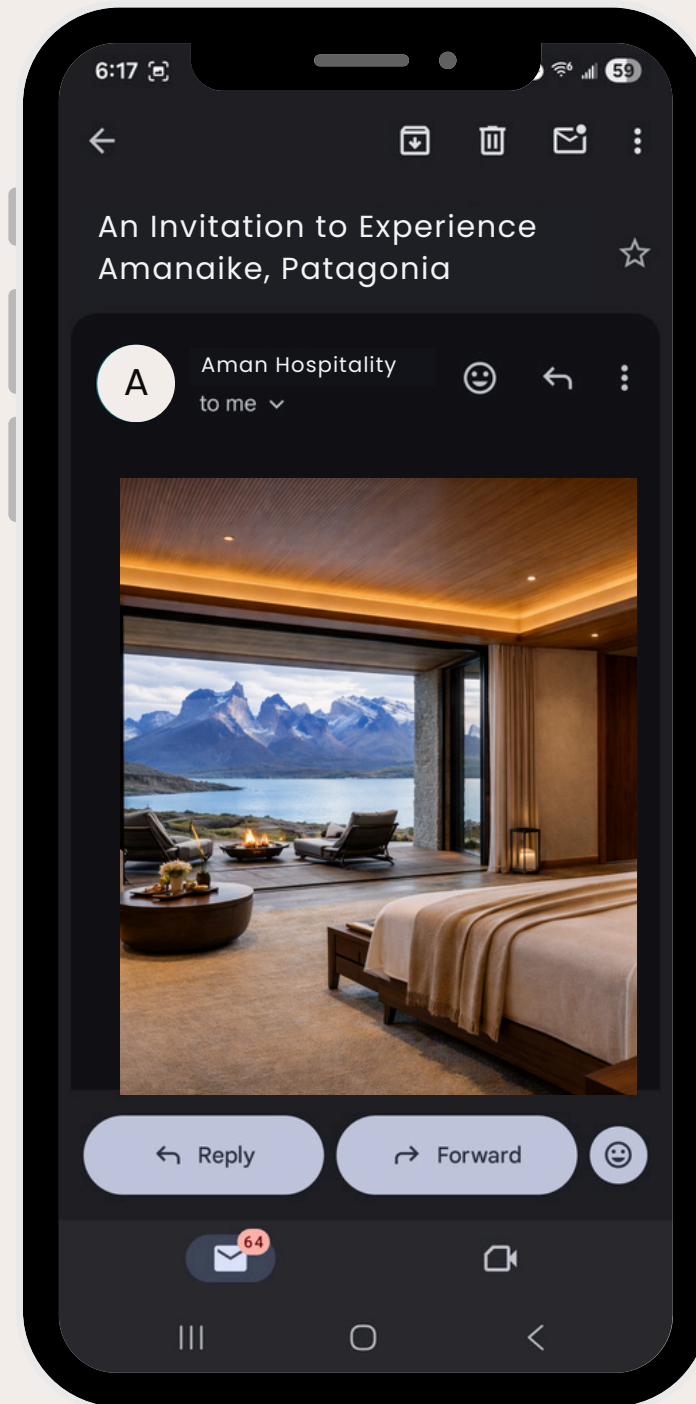 6:17
59
An Invitation to Experience
Amanaike, Patagonia
A
Aman Hospitality
to me
Reply
Forward
64